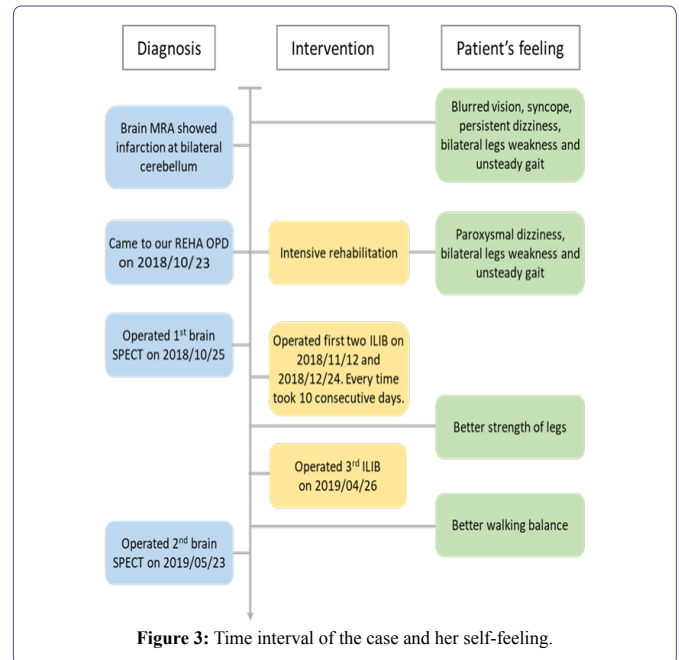 Diagnosis
Intervention
Patient's feeling
Brain MRA showed
infarction at bilateral
cerebellum
Blurred vision, syncope,
persistent dizziness,
bilateral legs weakness and
unsteady gait
Came to our REHA OPD
on 2018/10/23
Intensive rehabilitation
Paroxysmal dizziness,
bilateral legs weakness and
unsteady gait
Operated 1st brain
SPECT on 2018/10/25
Operated first two ILIB on
2018/11/12 and
2018/12/24. Every time
took 10 consecutive days.
Better strength of legs
Operated 3rd ILIB
on 2019/04/26
Better walking balance
Operated 2nd brain
SPECT on 2019/05/23
Figure 3: Time interval of the case and her self-feeling.